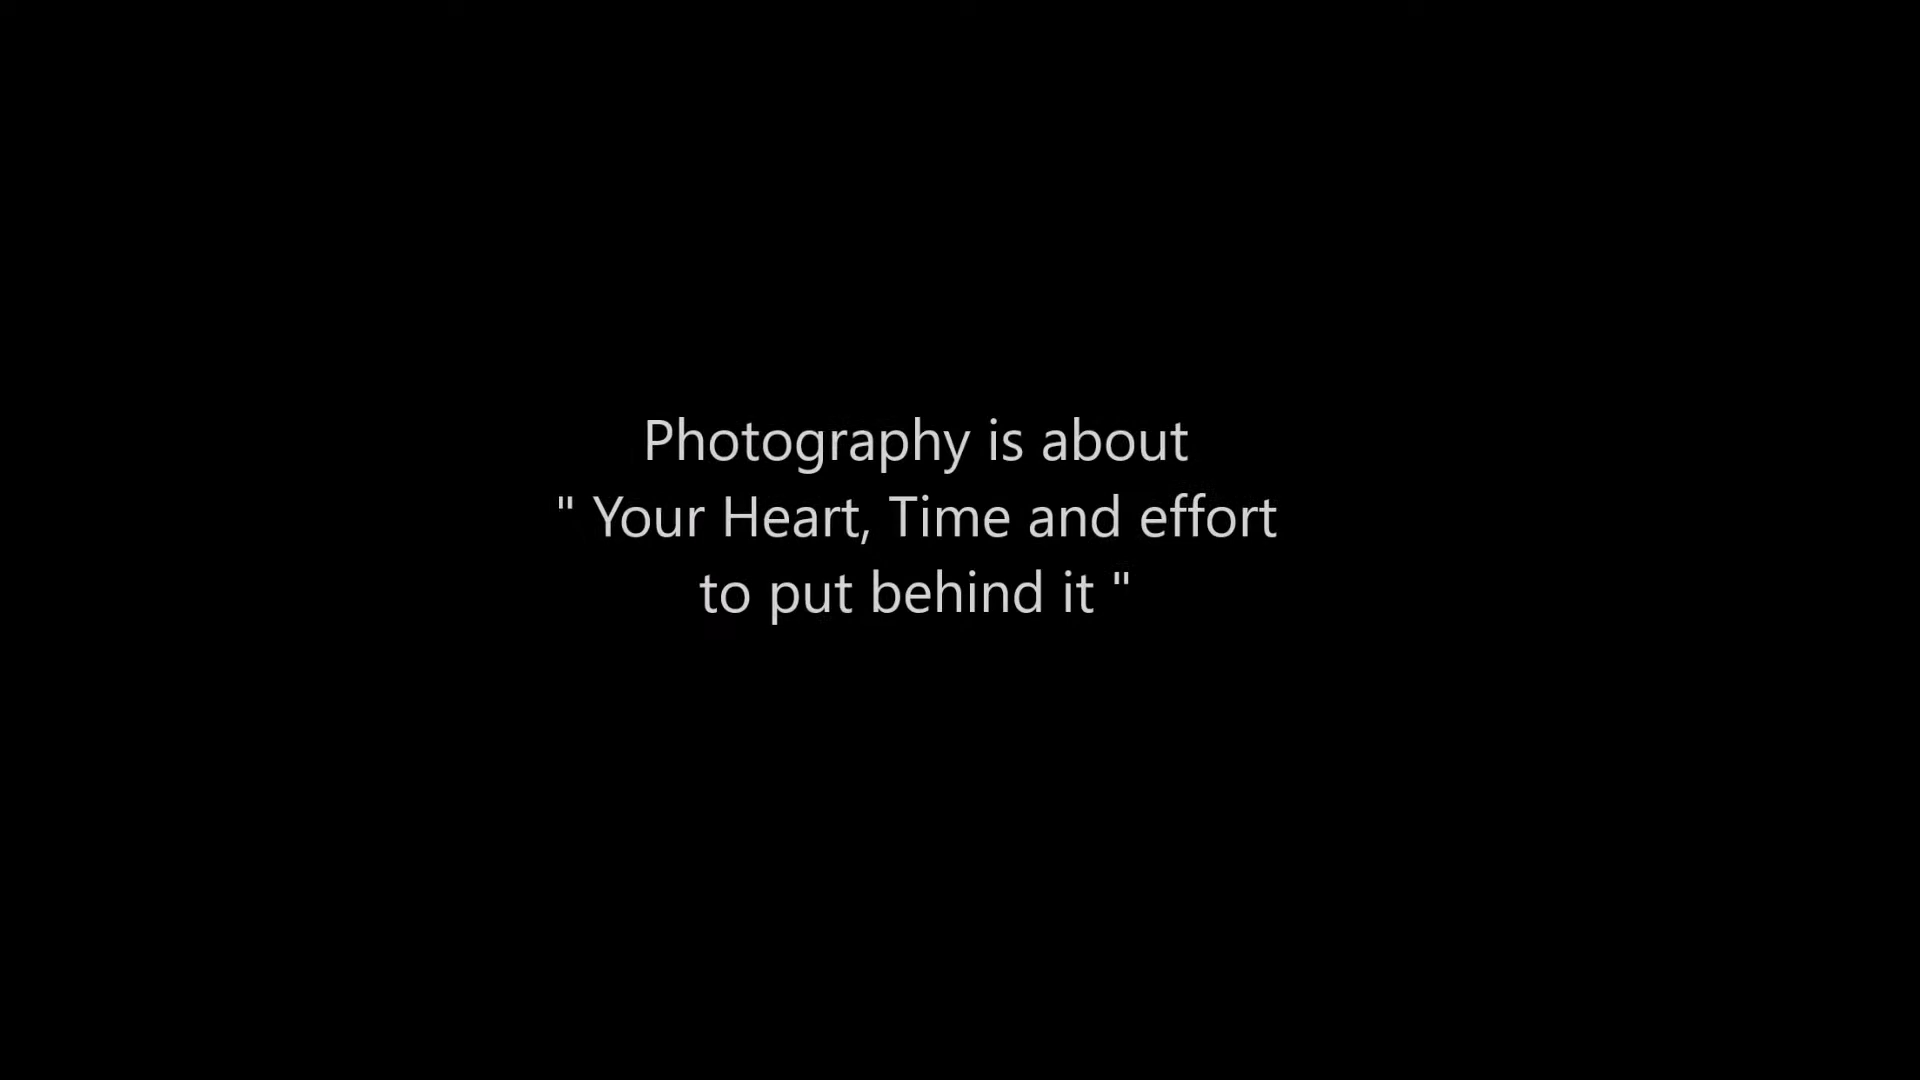 Photography is about
" Your Heart, Time and effort
to put behind it "